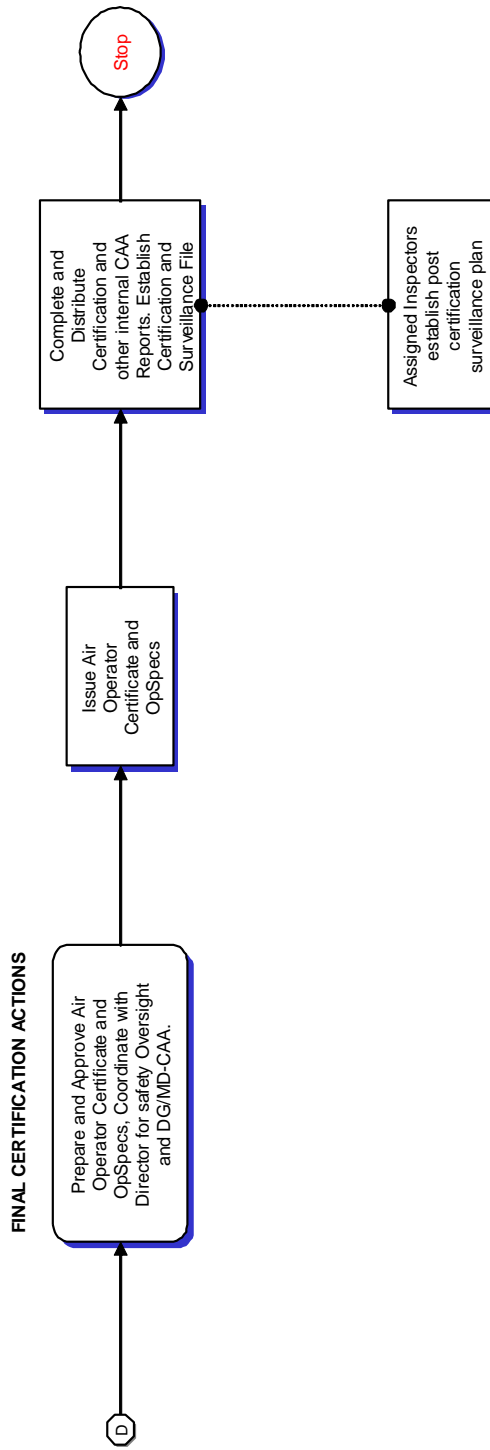 FINAL CERTIFICATION ACTIONS
D
Prepare and Approve Air
Operator Certificate and
OpSpecs, Coordinate with
Director for safety Oversight
and DG/MD-CAA.
Issue Air
Operator
Certificate and
OpSpecs
Complete and
Distribute
Certification and
other internal CAA
Reports. Establish
Certification and
Surveillance File
Stop
Assigned Inspectors
establish post
certification
surveillance plan